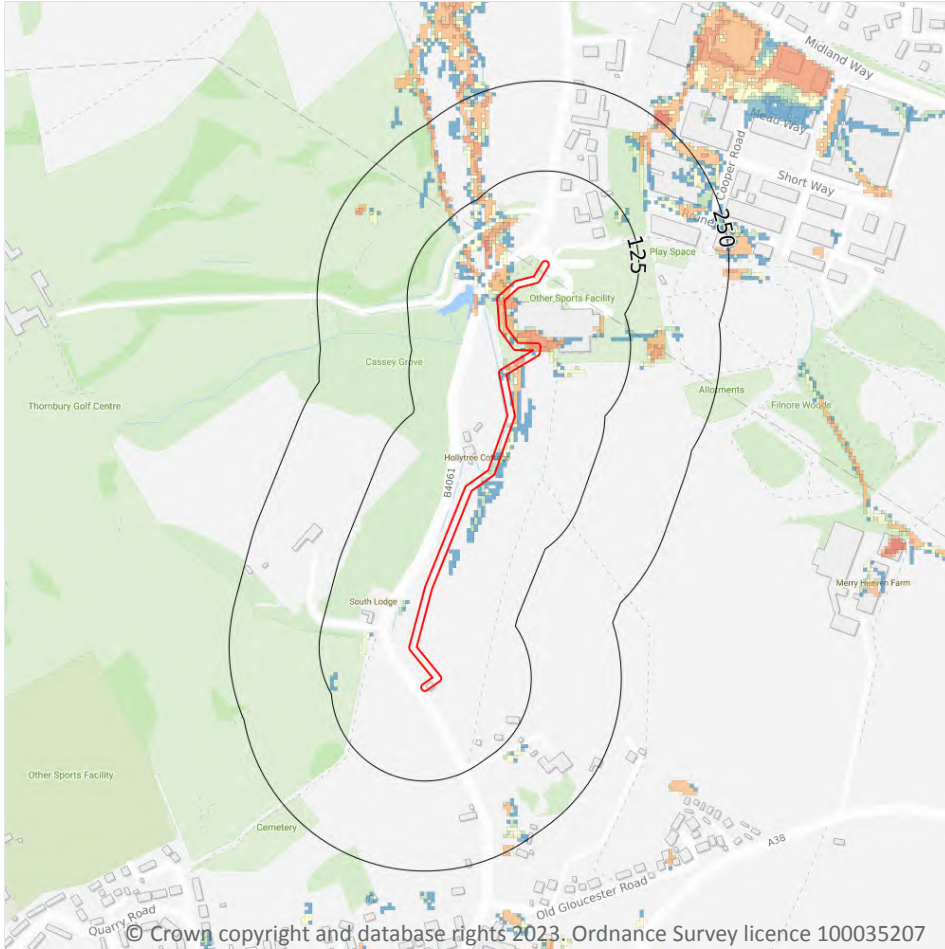 Midland Way
Mead Way
Cooper Road
Short Way
250
125
Play Space
Other Sports Facility
Cassey Grove
Thornbury Golf Centre
Allotments
Filnore Woods
Hollytree Cottage
B4061
Merry Heaven Farm
South Lodge
Other Sports Facility
Cemetery
A38
Old Gloucester Road
Quarry Road
© Crown copyright and database rights 2023. Ordnance Survey licence 100035207